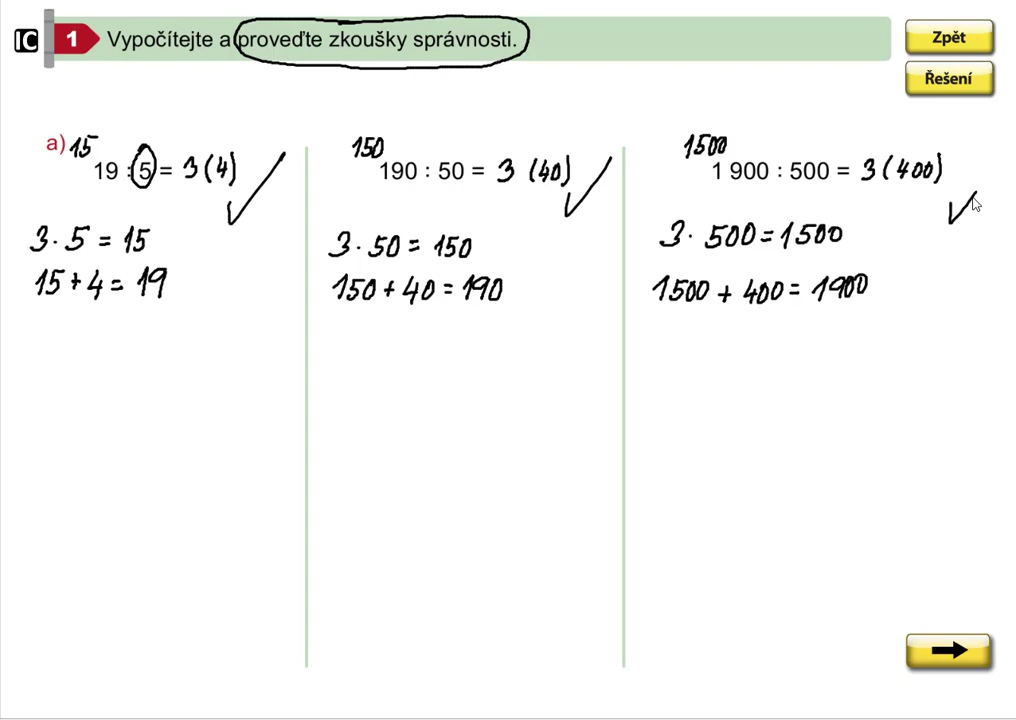 IC 1 Vypočítejte a proveďte zkoušky správnosti.
Zpět
Řešení
a) 15
19 : 5 = 3 (4)
3 · 5 = 15
15 + 4 = 19
150
190 : 50 = 3 (40)
3 · 50 = 150
150 + 40 = 190
1500
1 900 : 500 = 3 (400)
3 · 500 = 1500
1500 + 400 = 1900